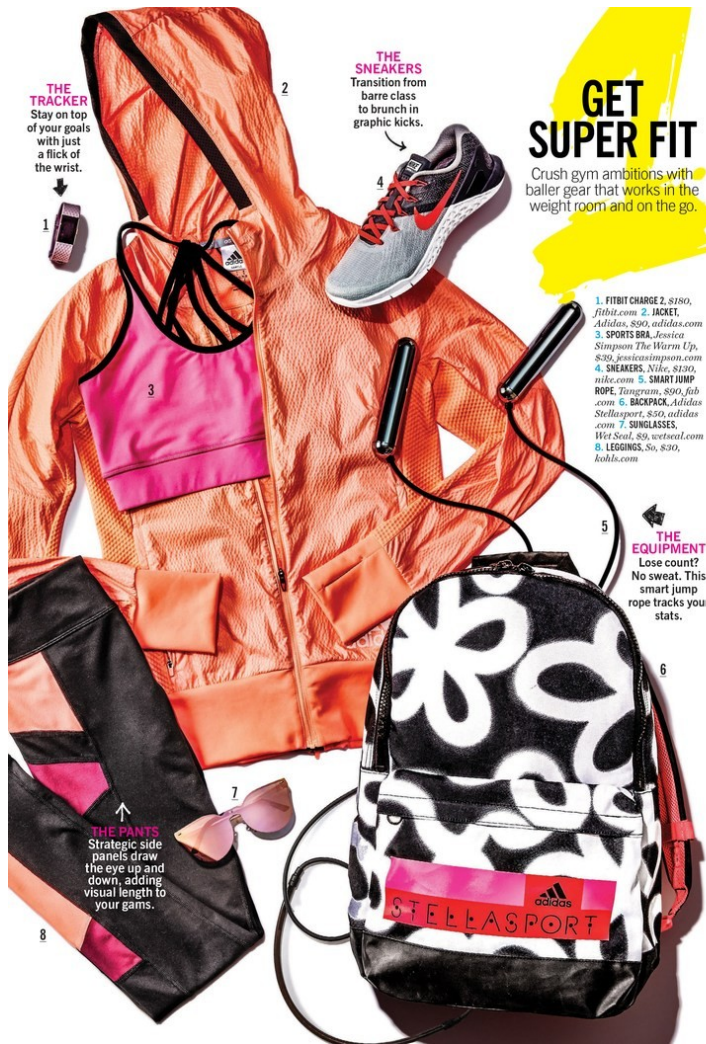 GET
SUPER FIT
Crush gym ambitions with
baller gear that works in the
weight room and on the go.
THE
TRACKER
Stay on top
of your goals
with just
a flick of
the wrist.
1
2
THE
SNEAKERS
Transition from
barre class
to brunch in
graphic kicks.
4
NIKE
adidas
3
1. FITBIT CHARGE 2, $180,
fitbit.com 2. JACKET,
Adidas, $90, adidas.com
3. SPORTS BRA, Jessica
Simpson The Warm Up,
$39, jessicasimpson.com
4. SNEAKERS, Nike, $130,
nike.com 5. SMART JUMP
ROPE, Tangram, $90, fab
.com 6. BACKPACK, Adidas
Stellasport, $50, adidas
.com 7. SUNGLASSES,
Wet Seal, $9, wetseal.com
8. LEGGINGS, So, $30,
kohls.com
5
THE
EQUIPMENT
Lose count?
No sweat. This
smart jump
rope tracks your
stats.
adidas
6
7
THE PANTS
Strategic side
panels draw
the eye up and
down, adding
visual length to
your gams.
8
adidas
STELLASPORT